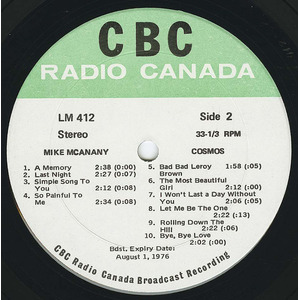 CBC
RADIO CANADA
LM 412
Side 2
Stereo
33-1/3 RPM
MIKE MCANANY
1. A Memory 2:38 (0:00)
2. Last Night 2:27 (0:07)
3. Simple Song To
You 2:12 (0:08)
4. So Painful To
Me 2:34 (0:08)
COSMOS
5. Bad Bad Leroy 1:58 (:05)
Brown
6. The Most Beautiful
Girl 2:12 (:00)
7. I Won't Last a Day Without
You 2:06 (:05)
8. Let Me Be The One
2:22 (:13)
9. Rolling Down The
Hill 2:22 (:09)
10. Bye, Bye Love
2:02 (:00)
Bdst. Expiry Date:
August 1, 1976
CBC Radio Canada Broadcast Recording